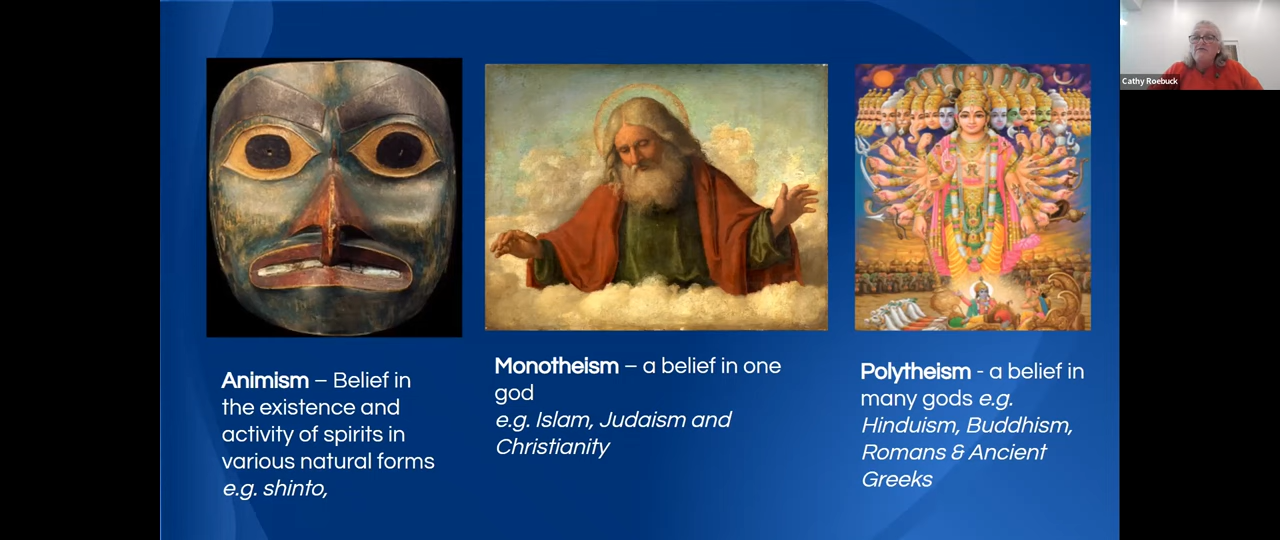 Cathy Roebuck
Animism – Belief in
the existence and
activity of spirits in
various natural forms
e.g. shinto,
Monotheism – a belief in one
god
e.g. Islam, Judaism and
Christianity
Polytheism - a belief in
many gods e.g.
Hinduism, Buddhism,
Romans & Ancient
Greeks